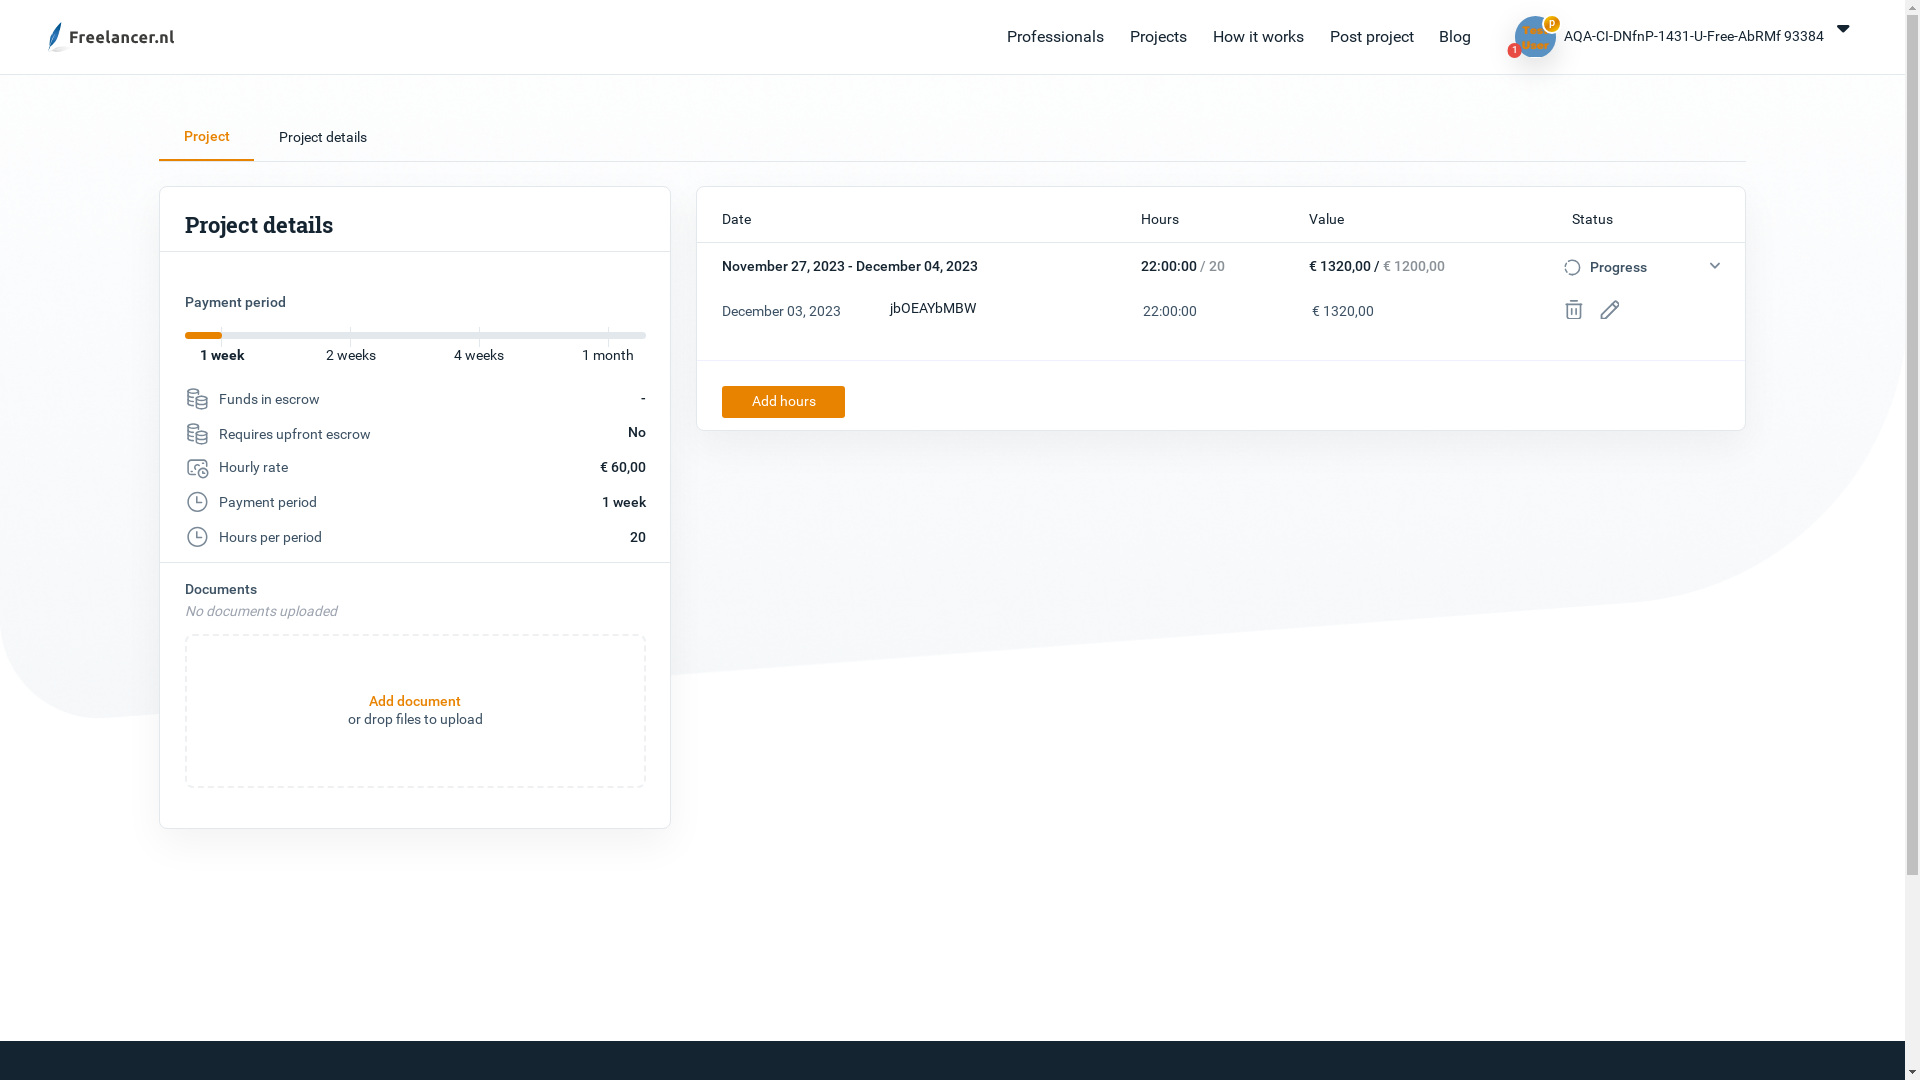 Freelancer.nl
Professionals Projects How it works Post project Blog
p
1
AQA-CI-DNfnP-1431-U-Free-AbRMf 93384
Project Project details
Project details
Payment period
1 week 2 weeks 4 weeks 1 month
Funds in escrow -
Requires upfront escrow No
Hourly rate € 60,00
Payment period 1 week
Hours per period 20
Documents
No documents uploaded
Add document
or drop files to upload
Date Hours Value Status
November 27, 2023 - December 04, 2023 22:00:00 / 20 € 1320,00 / € 1200,00 Progress
December 03, 2023 jbOEAYbMBW 22:00:00 € 1320,00
Add hours